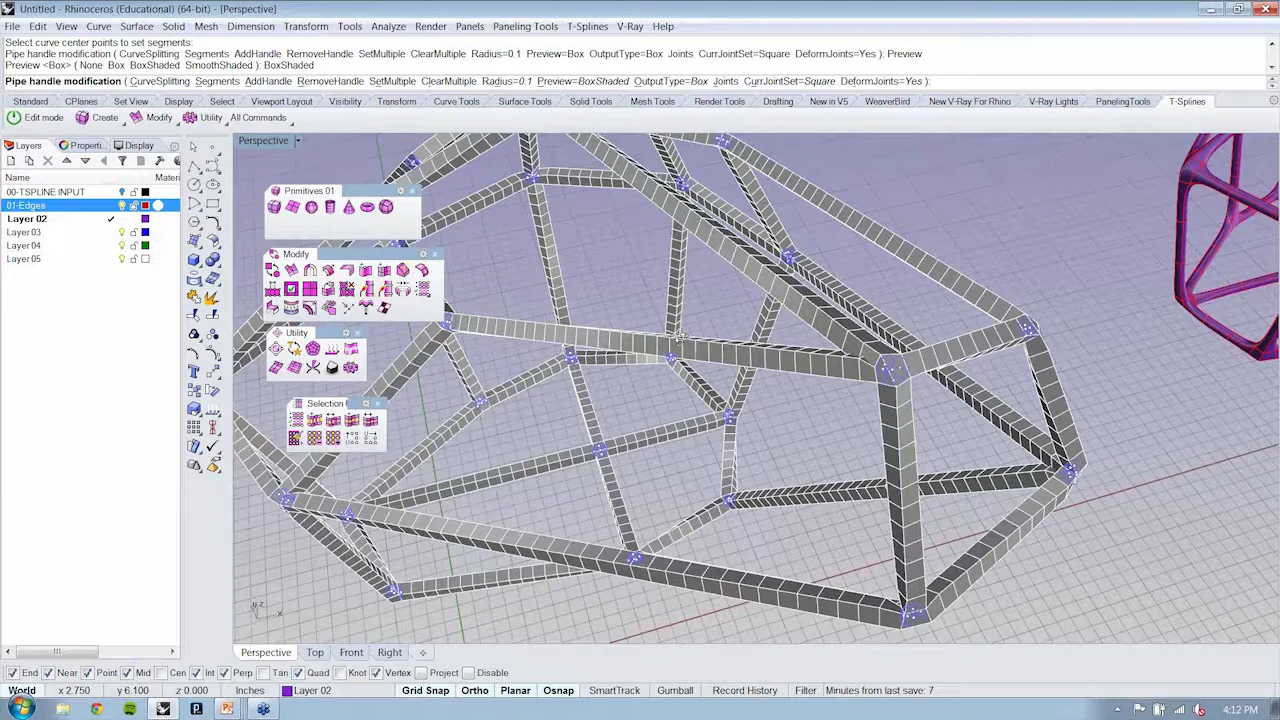 Untitled - Rhinoceros (Educational) (64-bit) - [Perspective]
File Edit View Curve Surface Solid Mesh Dimension Transform Tools Analyze Render Panels Paneling Tools T-Splines V-Ray Help
Select curve center points to set segments:
Pipe handle modification ( CurveSplitting Segments AddHandle RemoveHandle SetMultiple ClearMultiple Radius=0.1 Preview=Box OutputType=Box Joints CurrJointSet=Square DeformJoints=Yes ): Preview
Preview <Box> ( None Box BoxShaded SmoothShaded ): BoxShaded
Pipe handle modification ( CurveSplitting Segments AddHandle RemoveHandle SetMultiple ClearMultiple Radius=0.1 Preview=BoxShaded OutputType=Box Joints CurrJointSet=Square DeformJoints=Yes ):
Standard CPlanes Set View Display Select Viewport Layout Visibility Transform Curve Tools Surface Tools Solid Tools Mesh Tools Render Tools Drafting New in V5 WeaverBird New V-Ray For Rhino V-Ray Lights PanelingTools T-Splines
Edit mode Create Modify Utility All Commands
Layers Properti Display
Perspective
Name Materi
00-TSPLINE INPUT
01-Edges
Layer 02
Layer 03
Layer 04
Layer 05
Primitives 01
Modify
Utility
Selection
z
x
Perspective Top Front Right
End Near Point Mid Cen Int Perp Tan Quad Knot Vertex Project Disable
World x 2.750 y 6.100 z 0.000 Inches Layer 02 Grid Snap Ortho Planar Osnap SmartTrack Gumball Record History Filter Minutes from last save: 7
4:12 PM